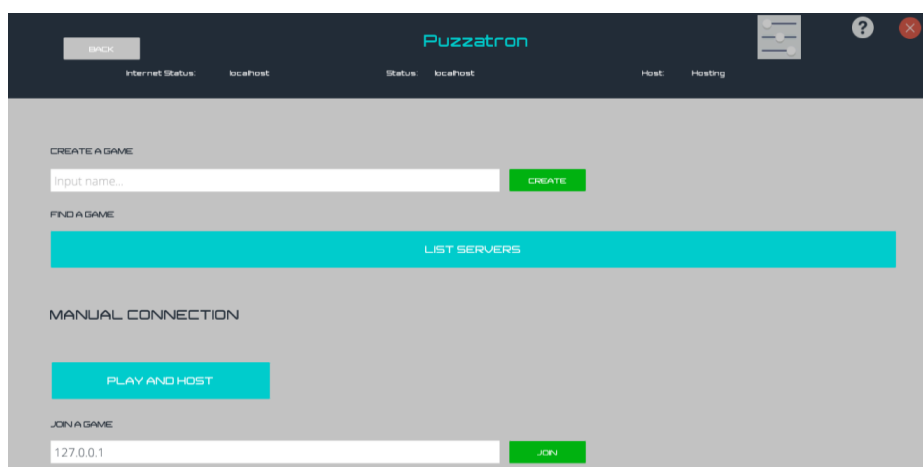 BACK
Puzzatron
?
Internet Status: localhost Status: localhost Host: Hosting
CREATE A GAME
Input name...
CREATE
FIND A GAME
LIST SERVERS
MANUAL CONNECTION
PLAY AND HOST
JOIN A GAME
127.0.0.1
JOIN